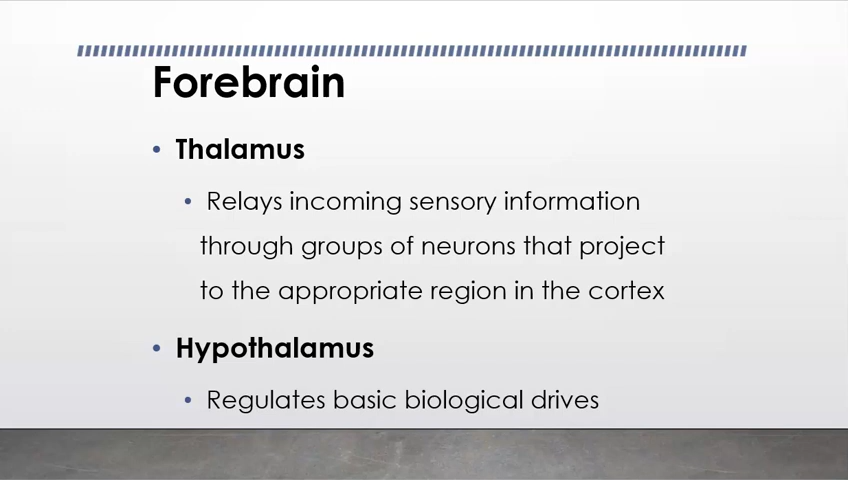 Forebrain
• Thalamus
• Relays incoming sensory information
through groups of neurons that project
to the appropriate region in the cortex
• Hypothalamus
• Regulates basic biological drives